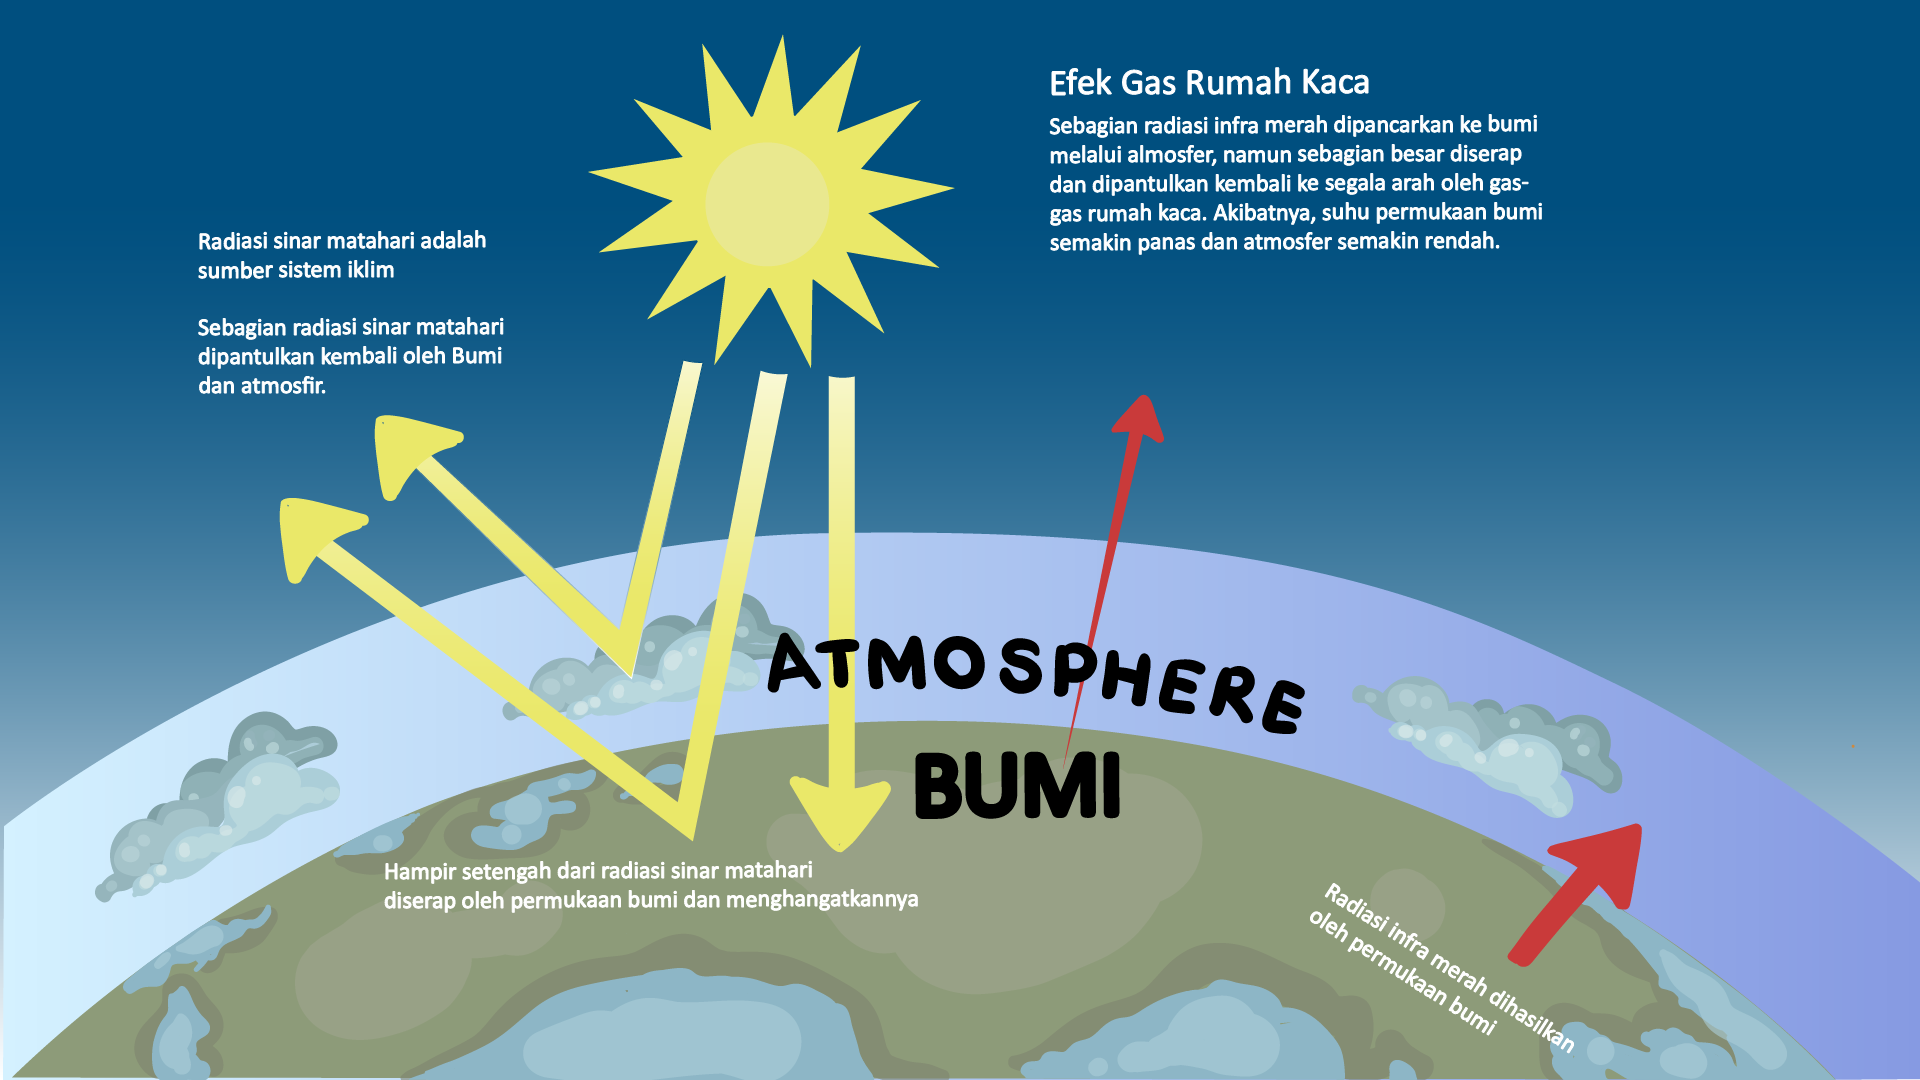 Efek Gas Rumah Kaca
Sebagian radiasi infra merah dipancarkan ke bumi
melalui almosfer, namun sebagian besar diserap
dan dipantulkan kembali ke segala arah oleh gas-
gas rumah kaca. Akibatnya, suhu permukaan bumi
semakin panas dan atmosfer semakin rendah.
Radiasi sinar matahari adalah
sumber sistem iklim
Sebagian radiasi sinar matahari
dipantulkan kembali oleh Bumi
dan atmosfir.
ATMOSPHERE
BUMI
Hampir setengah dari radiasi sinar matahari
diserap oleh permukaan bumi dan menghangatkannya
Radiasi infra merah dihasilkan
oleh permukaan bumi